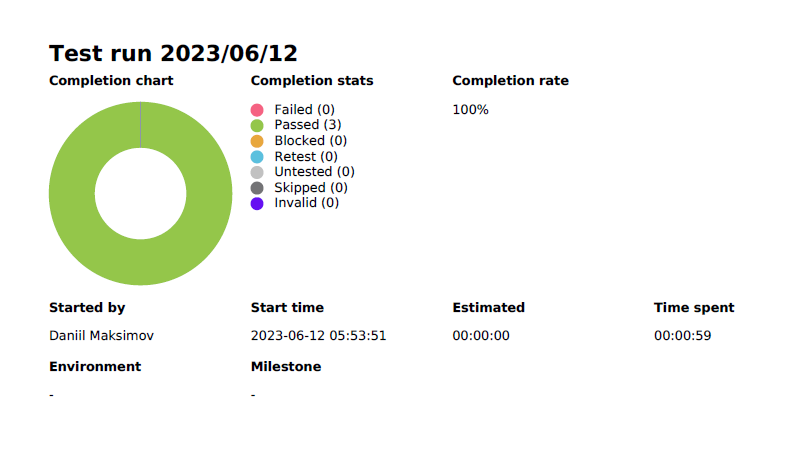 Test run 2023/06/12
Completion chart
Completion stats
Completion rate
Failed (0)
Passed (3)
Blocked (0)
Retest (0)
Untested (0)
Skipped (0)
Invalid (0)
100%
Started by
Start time
Estimated
Time spent
Daniil Maksimov
2023-06-12 05:53:51
00:00:00
00:00:59
Environment
Milestone
-
-